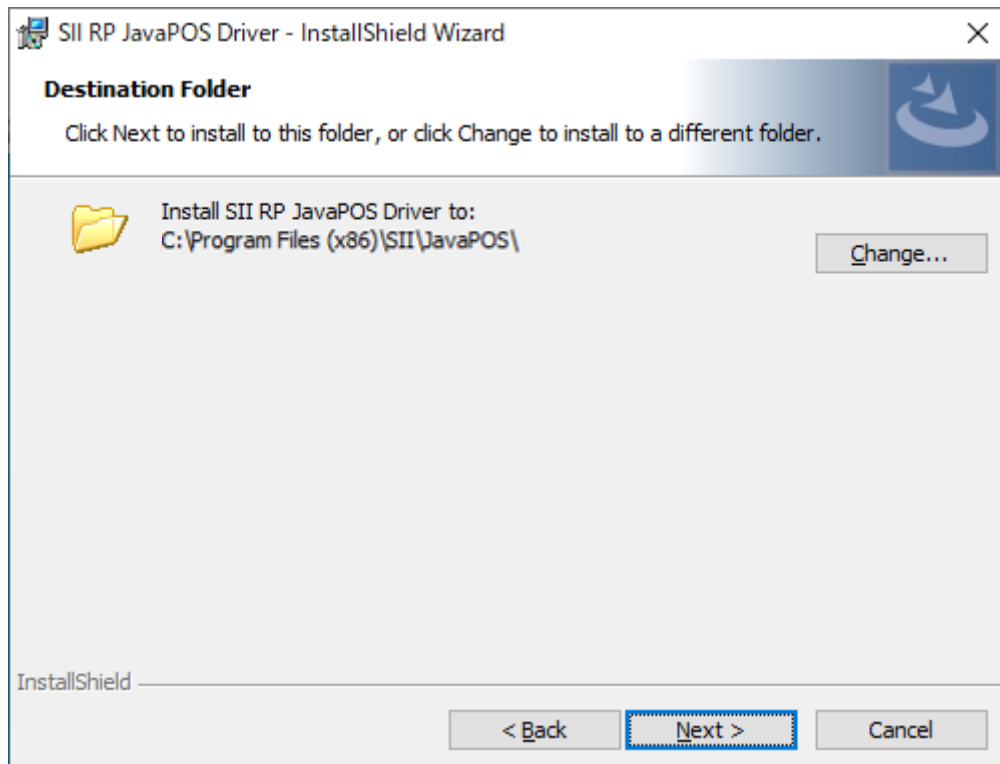 SII RP JavaPOS Driver - InstallShield Wizard
Destination Folder
Click Next to install to this folder, or click Change to install to a different folder.
Install SII RP JavaPOS Driver to:
C:\Program Files (x86)\SII\JavaPOS\
Change...
InstallShield
< Back
Next >
Cancel